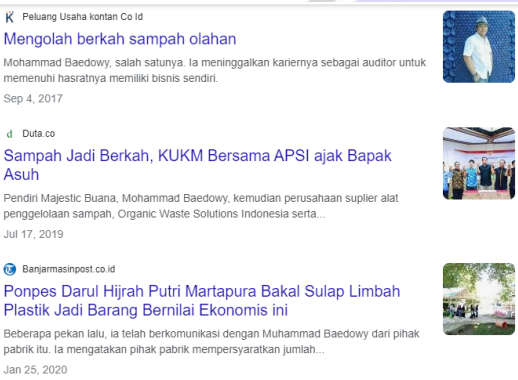 Peluang Usaha kontan Co Id
Mengolah berkah sampah olahan
Mohammad Baedowy, salah satunya. Ia meninggalkan kariernya sebagai auditor untuk
memenuhi hasratnya memiliki bisnis sendiri.
Sep 4, 2017
Duta.co
Sampah Jadi Berkah, KUKM Bersama APSI ajak Bapak
Asuh
Pendiri Majestic Buana, Mohammad Baedowy, kemudian perusahaan suplier alat
penggelolaan sampah, Organic Waste Solutions Indonesia serta...
Jul 17, 2019
Banjarmasinpost.co.id
Ponpes Darul Hijrah Putri Martapura Bakal Sulap Limbah
Plastik Jadi Barang Bernilai Ekonomis ini
Beberapa pekan lalu, ia telah berkomunikasi dengan Muhammad Baedowy dari pihak
pabrik itu. Ia mengatakan pihak pabrik mempersyaratkan jumlah...
Jan 25, 2020